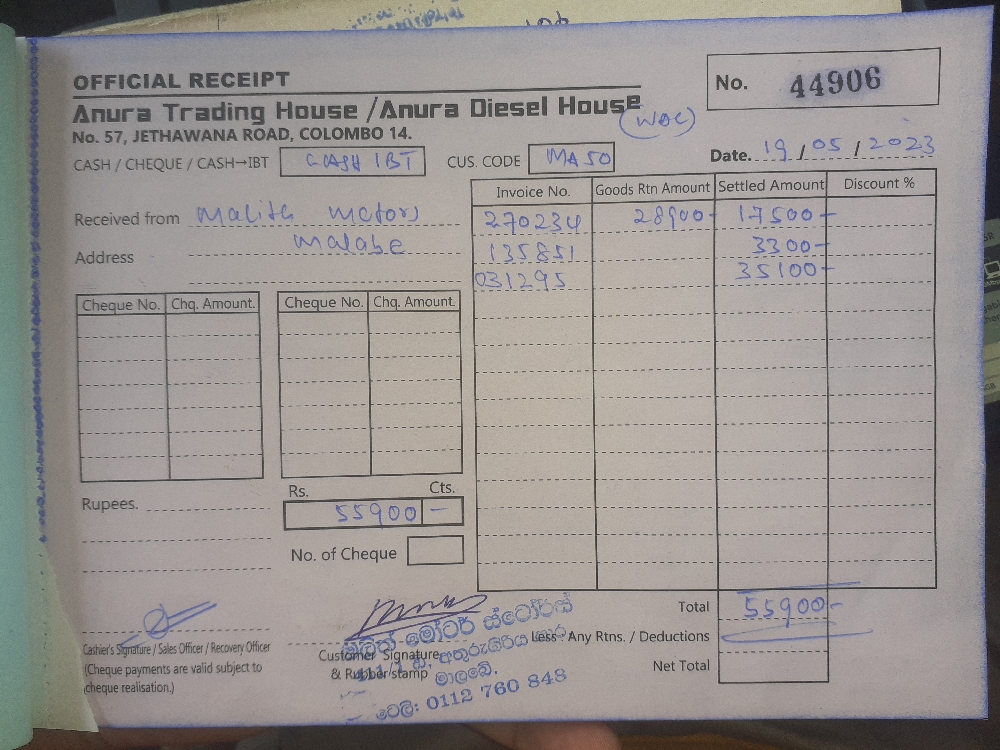 OFFICIAL RECEIPT
No. 44906
Anura Trading House /Anura Diesel House
(WOC)
No. 57, JETHAWANA ROAD, COLOMBO 14.
CASH / CHEQUE / CASH→IBT CASH IBT CUS. CODE MA 50 Date. 19/05/2023
Invoice No. Goods Rtn Amount Settled Amount Discount %
Received from Malith Motors 270234 28900- 17500-
Address Malabe 135851 3300-
031295 35100-
Cheque No. Chq. Amount. Cheque No. Chq. Amount.
Rupees. Rs. Cts.
55900 -
No. of Cheque
Total 55900-
Less : Any Rtns. / Deductions
Net Total
Cashier's Signature / Sales Officer / Recovery Officer
(Cheque payments are valid subject to
cheque realisation.)
Customer Signature
& Rubber stamp
මලිත් මෝටර් ස්ටෝර්ස්
අතුරුගිරිය පාර,
මාලබේ.
ටෙලි: 0112 760 848